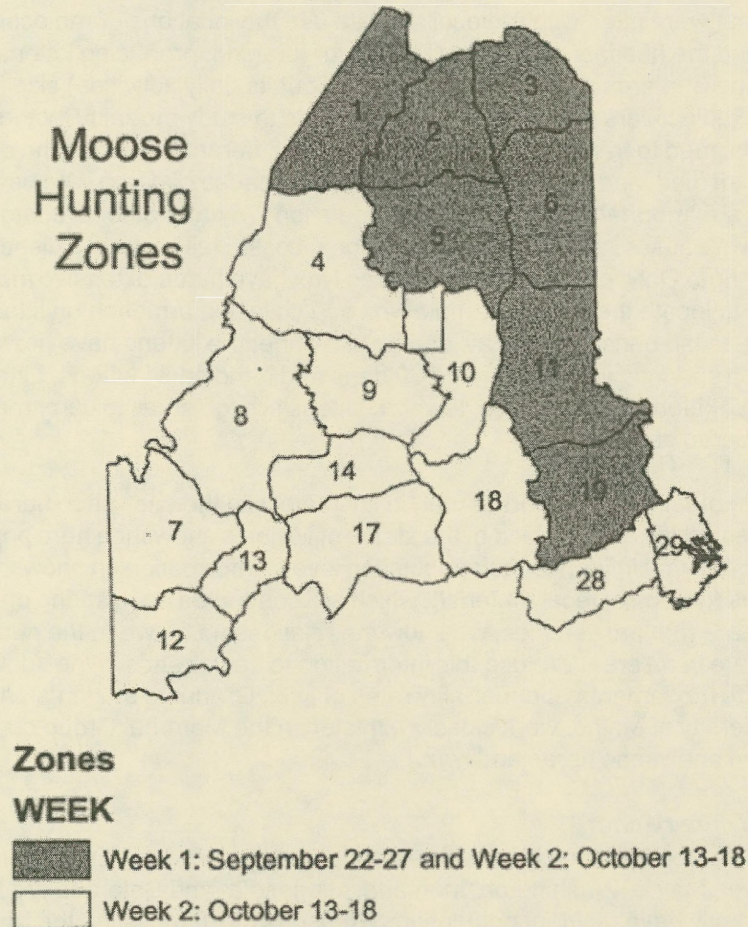 Moose
Hunting
Zones
1
2
3
4
5
6
8
9
10
11
7
13
14
17
18
19
12
28
29
Zones
WEEK
Week 1: September 22-27 and Week 2: October 13-18
Week 2: October 13-18